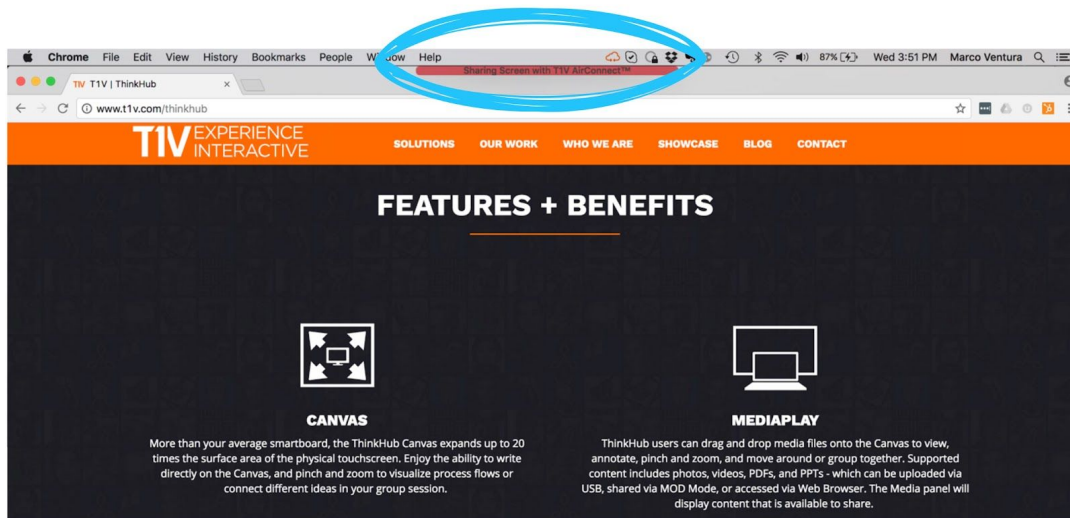 Chrome File Edit View History Bookmarks People Window Help 87% Wed 3:51 PM Marco Ventura
Sharing Screen with T1V AirConnect™
T1V T1V | ThinkHub
www.t1v.com/thinkhub
T1V EXPERIENCE INTERACTIVE
SOLUTIONS OUR WORK WHO WE ARE SHOWCASE BLOG CONTACT
FEATURES + BENEFITS
CANVAS
More than your average smartboard, the ThinkHub Canvas expands up to 20
times the surface area of the physical touchscreen. Enjoy the ability to write
directly on the Canvas, and pinch and zoom to visualize process flows or
connect different ideas in your group session.
MEDIAPLAY
ThinkHub users can drag and drop media files onto the Canvas to view,
annotate, pinch and zoom, and move around or group together. Supported
content includes photos, videos, PDFs, and PPTs - which can be uploaded via
USB, shared via MOD Mode, or accessed via Web Browser. The Media panel will
display content that is available to share.